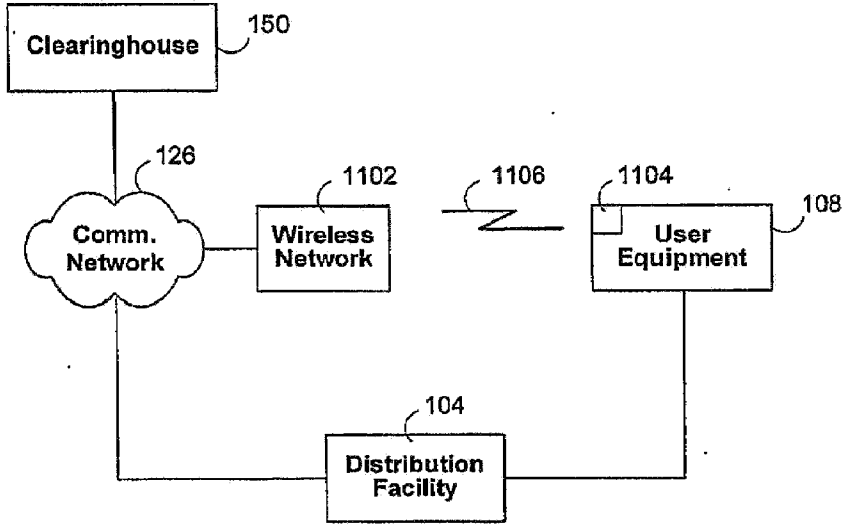 Clearinghouse
150
126
Comm.
Network
1102
Wireless
Network
1106
1104
108
User
Equipment
104
Distribution
Facility